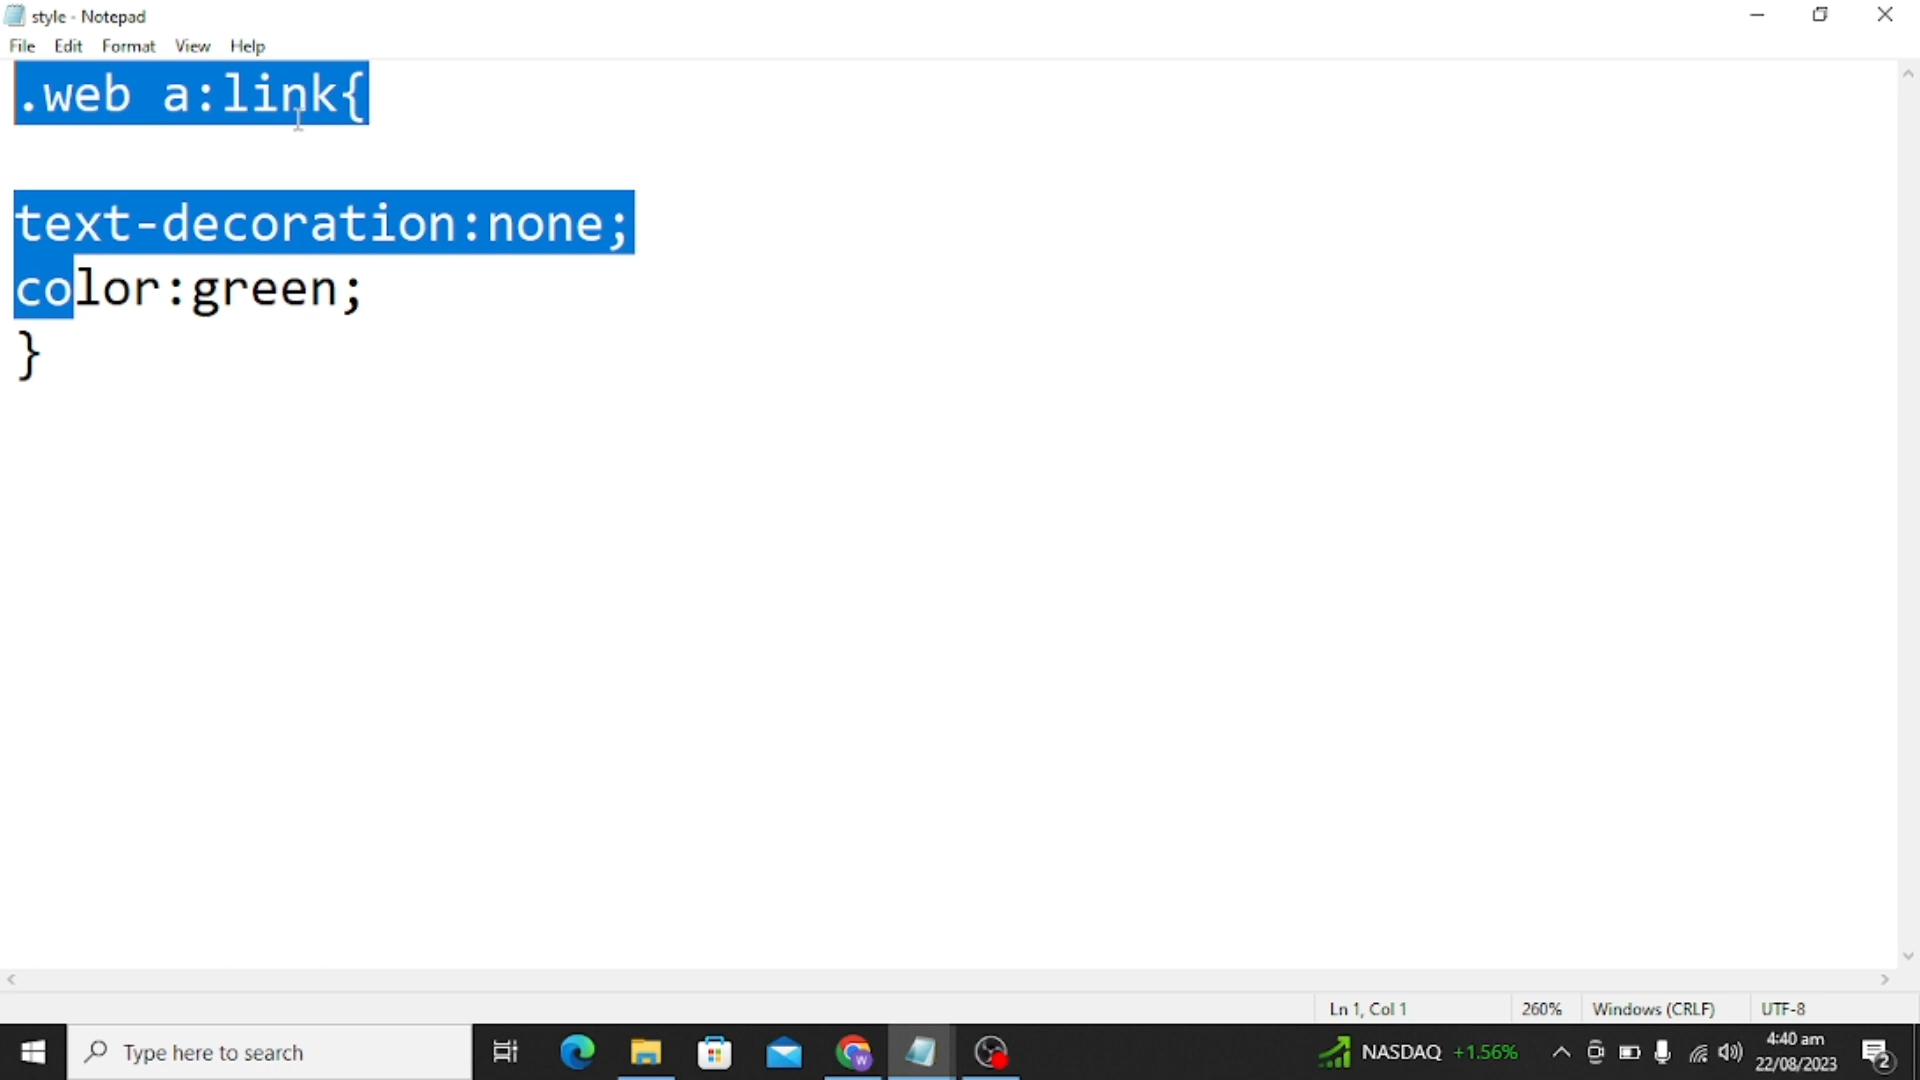 style - Notepad
File Edit Format View Help
.web a:link{
text-decoration:none;
color:green;
}
Ln 1, Col 1 260% Windows (CRLF) UTF-8
Type here to search
W
NASDAQ +1.56%
4:40 am
22/08/2023
2